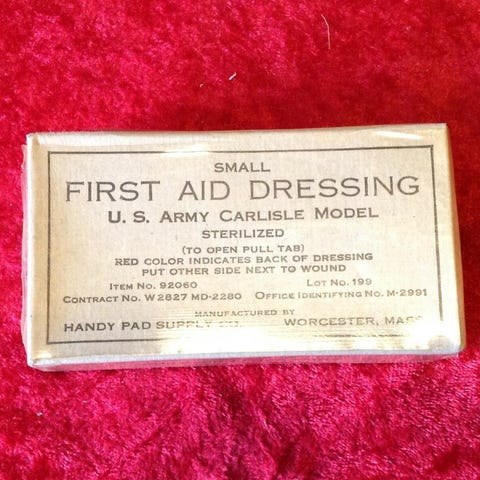 SMALL
FIRST AID DRESSING
U. S. ARMY CARLISLE MODEL
STERILIZED
(TO OPEN PULL TAB)
RED COLOR INDICATES BACK OF DRESSING
PUT OTHER SIDE NEXT TO WOUND
ITEM NO. 92060 LOT NO. 199
CONTRACT NO. W 2827 MD-2280 OFFICE IDENTIFYING NO. M-2991
MANUFACTURED BY
HANDY PAD SUPPLY CO. WORCESTER, MASS.